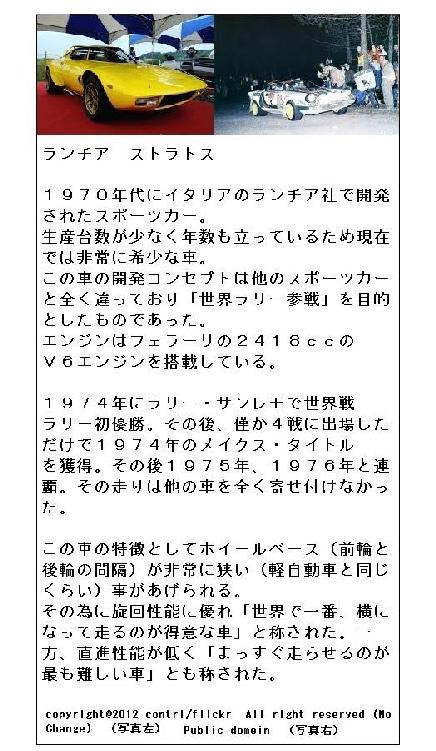 ランチア　ストラトス
１９７０年代にイタリアのランチア社で開発
されたスポーツカー。
生産台数が少なく年数も立っているため現在
では非常に希少な車。
この車の開発コンセプトは他のスポーツカー
と全く違っており「世界ラリー参戦」を目的
としたものであった。
エンジンはフェラーリの２４１８ｃｃの
Ｖ６エンジンを搭載している。
１９７４年にラリー・サンレモで世界戦
ラリー初優勝。その後、僅か４戦に出場した
だけで１９７４年のメイクス・タイトル
を獲得。その後１９７５年、１９７６年と連
覇。その走りは他の車を全く寄せ付けなかっ
た。
この車の特徴としてホイールベース（前輪と
後輪の間隔）が非常に狭い（軽自動車と同じ
くらい）事があげられる。
その為に旋回性能に優れ「世界で一番、横に
なって走るのが得意な車」と称された。一
方、直進性能が低く「まっすぐ走らせるのが
最も難しい車」とも称された。
copyright©2012 contri/flickr All right reserved (No
Change) （写真左） Public domain （写真右）